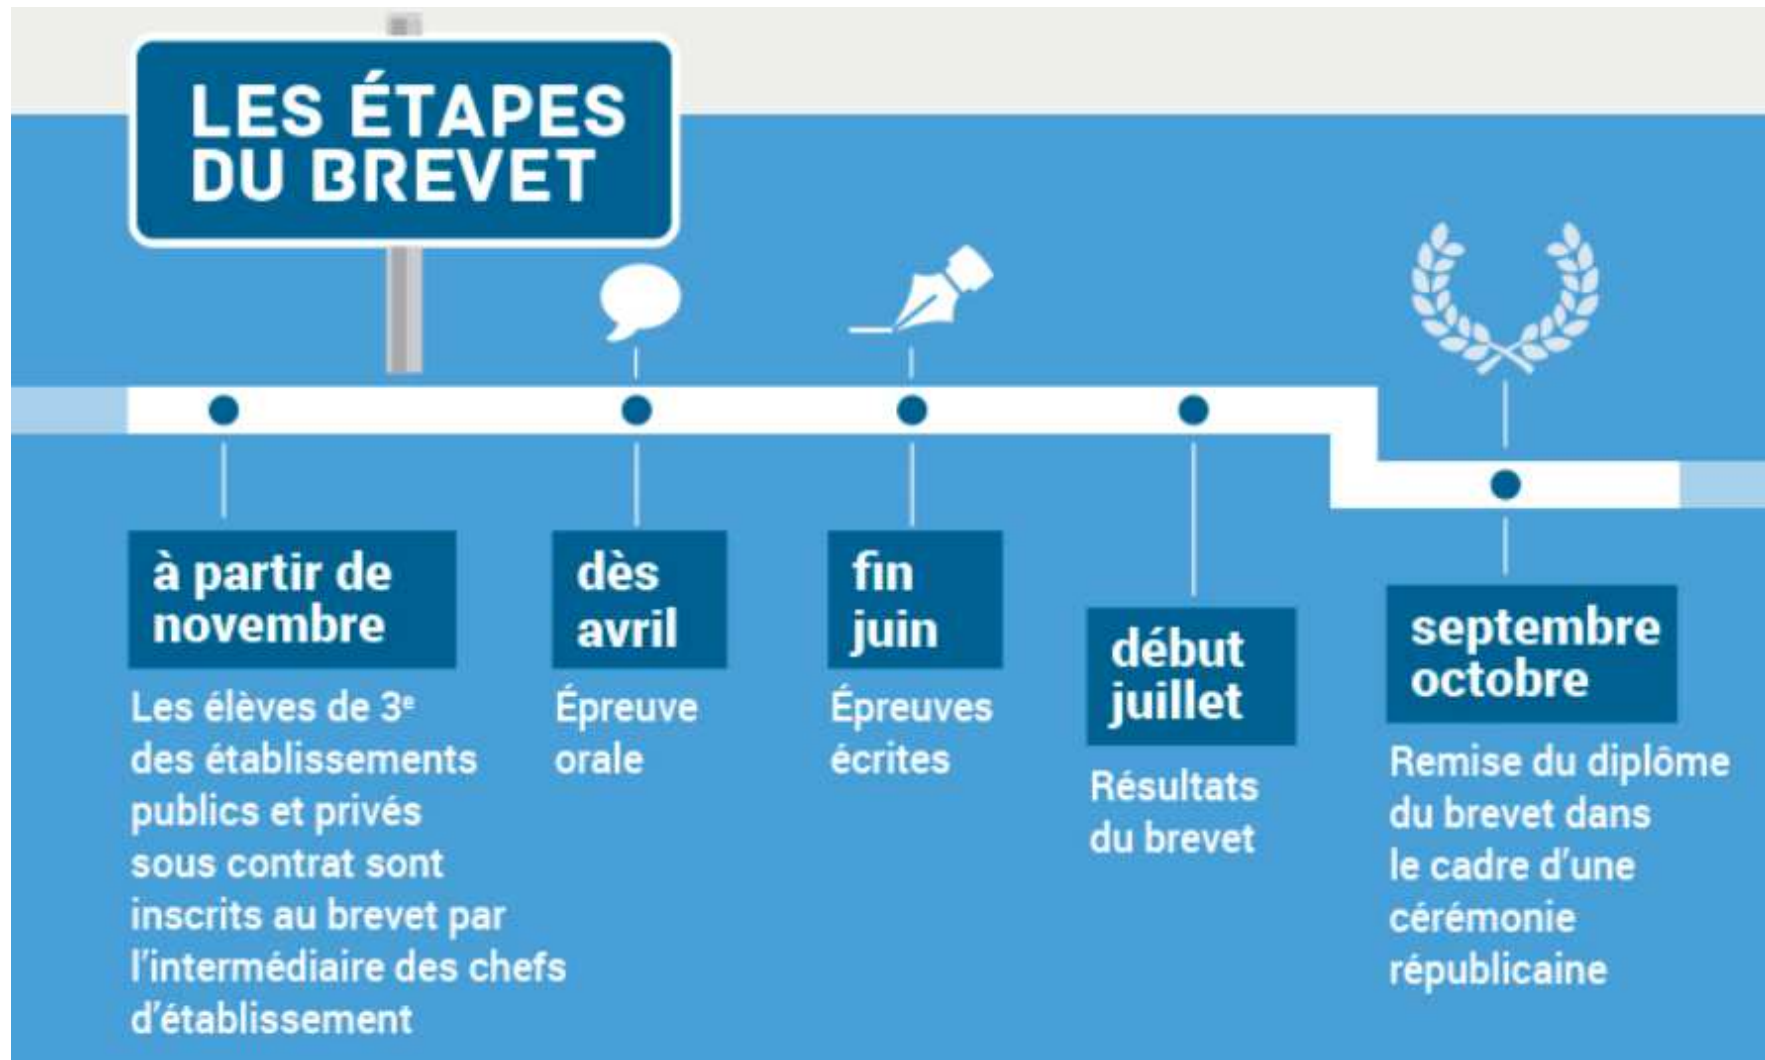 LES ÉTAPES
DU BREVET
à partir de
novembre
Les élèves de 3e
des établissements
publics et privés
sous contrat sont
inscrits au brevet par
l'intermédiaire des chefs
d'établissement
dès
avril
Épreuve
orale
fin
juin
Épreuves
écrites
début
juillet
Résultats
du brevet
septembre
octobre
Remise du diplôme
du brevet dans
le cadre d'une
cérémonie
républicaine